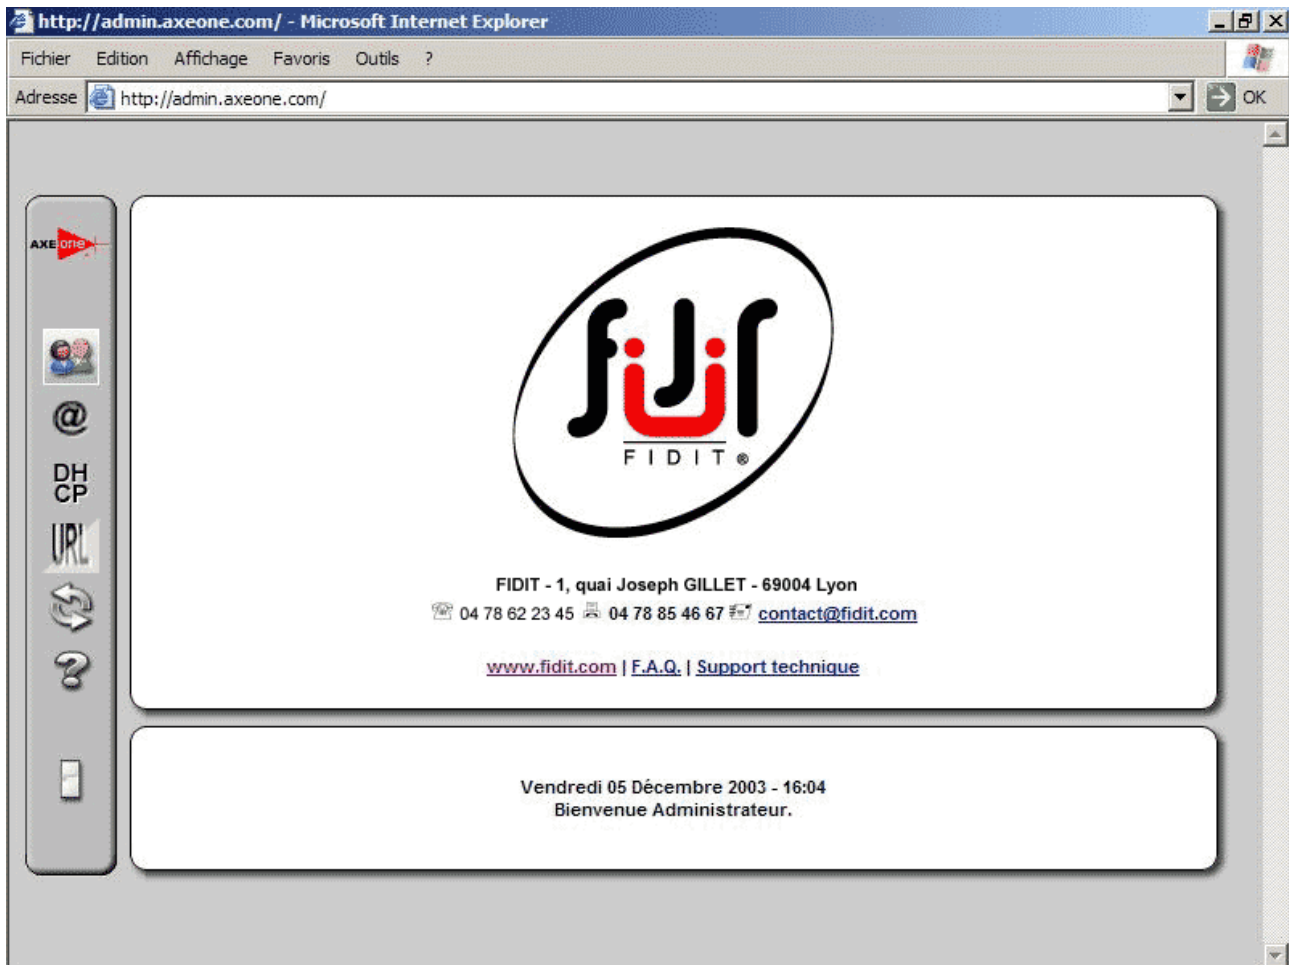 http://admin.axeone.com/ - Microsoft Internet Explorer
Fichier Edition Affichage Favoris Outils ?
Adresse http://admin.axeone.com/ OK
AXEone
@
DH
CP
URL
FIDIT ®
FIDIT - 1, quai Joseph GILLET - 69004 Lyon
04 78 62 23 45 04 78 85 46 67 contact@fidit.com
www.fidit.com | F.A.Q. | Support technique
Vendredi 05 Décembre 2003 - 16:04
Bienvenue Administrateur.